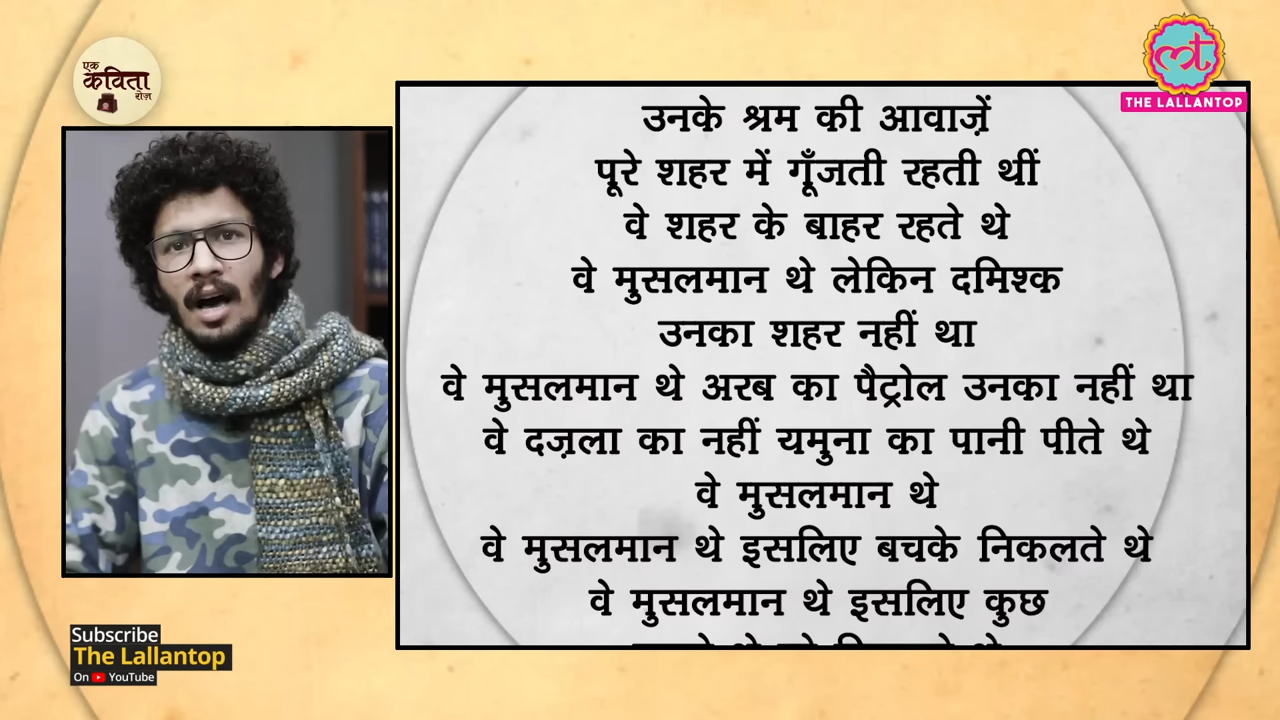 एक
कविता
रोज़
mt
THE LALLANTOP
उनके श्रम की आवाज़ें
पूरे शहर में गूँजती रहती थीं
वे शहर के बाहर रहते थे
वे मुसलमान थे लेकिन दमिश्क
उनका शहर नहीं था
वे मुसलमान थे अरब का पैट्रोल उनका नहीं था
वे दज़ला का नहीं यमुना का पानी पीते थे
वे मुसलमान थे
वे मुसलमान थे इसलिए बचके निकलते थे
वे मुसलमान थे इसलिए कुछ
Subscribe
The Lallantop
On YouTube